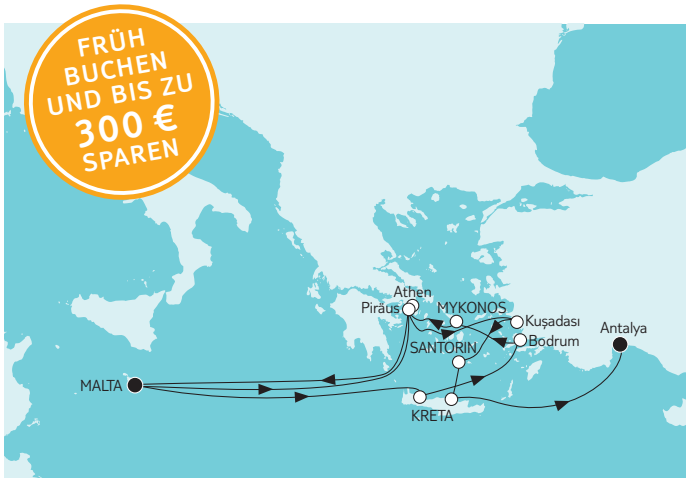 FRÜH
BUCHEN
UND BIS ZU
300 €
SPAREN
Athen
Piräus
MYKONOS
Kuşadası
Antalya
SANTORIN
Bodrum
MALTA
KRETA